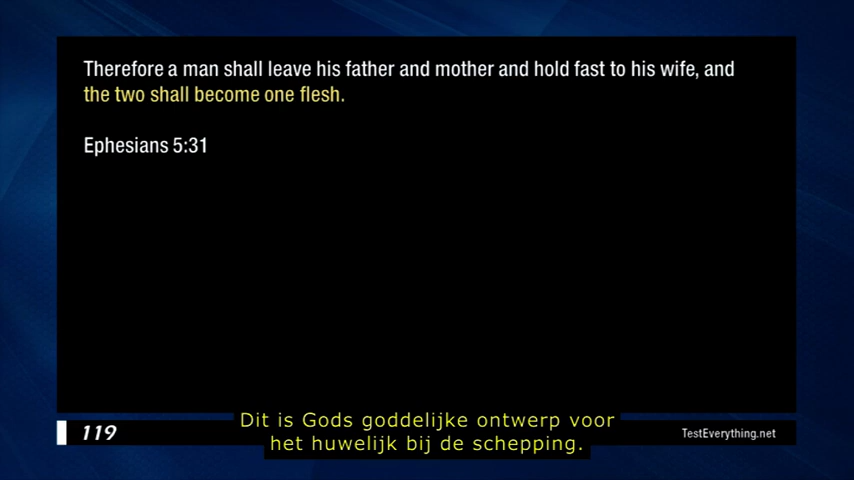 Therefore a man shall leave his father and mother and hold fast to his wife, and
the two shall become one flesh.
Ephesians 5:31
119
Dit is Gods goddelijke ontwerp voor
het huwelijk bij de schepping.
TestEverything.net